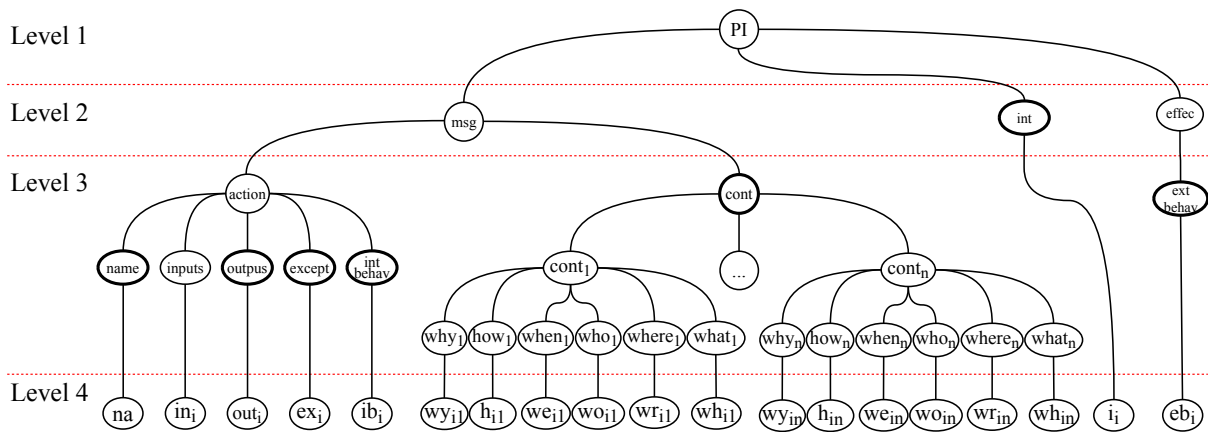 Level 1
PI
Level 2
msg
int
effec
Level 3
action
cont
ext
behav
name
inputs
outpus
except
int
behav
cont1
...
contn
why1
how1
when1
who1
where1
what1
whyn
hown
whenn
whon
wheren
whatn
Level 4
na
ini
outi
exi
ibi
wyi1
hi1
wei1
woi1
wri1
whi1
wyin
hin
wein
woin
wrin
whin
ii
ebi